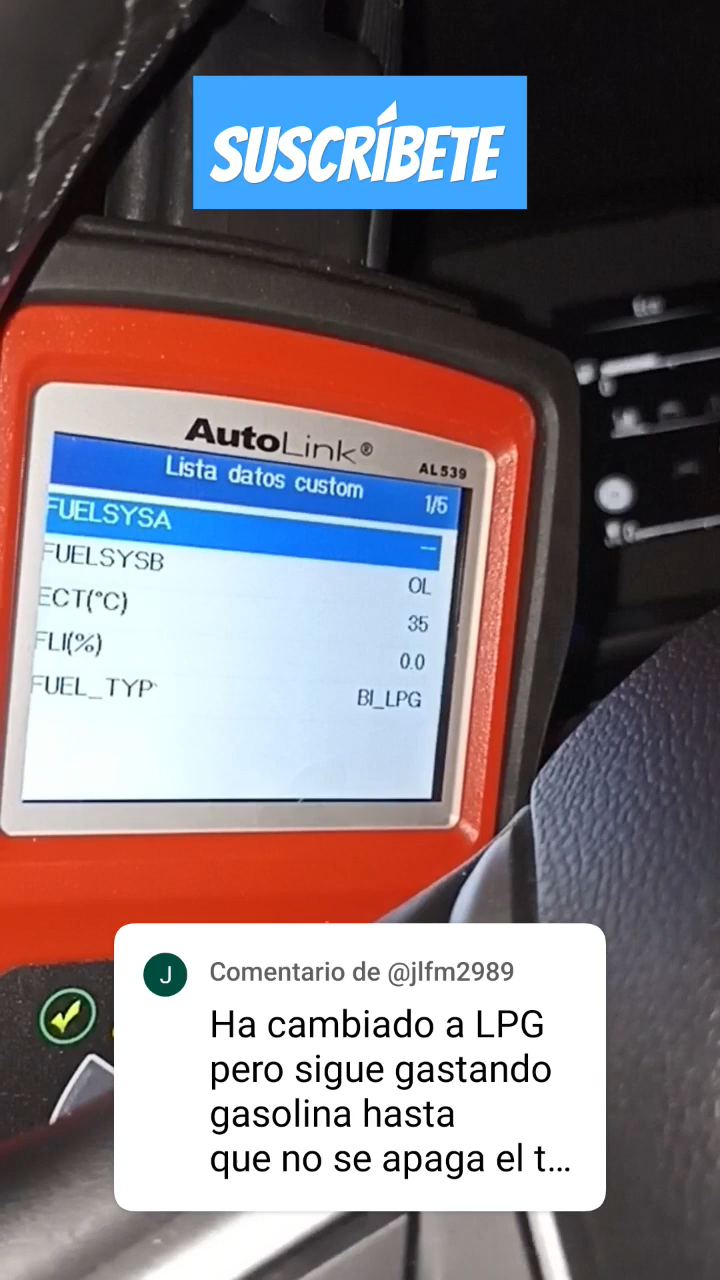 SUSCRÍBETE
AutoLink®
AL539
Lista datos custom 1/5
FUELSYSA --
FUELSYSB OL
ECT(°C) 35
FLI(%) 0.0
FUEL_TYP BI_LPG
J Comentario de @jlfm2989
Ha cambiado a LPG
pero sigue gastando
gasolina hasta
que no se apaga el t...